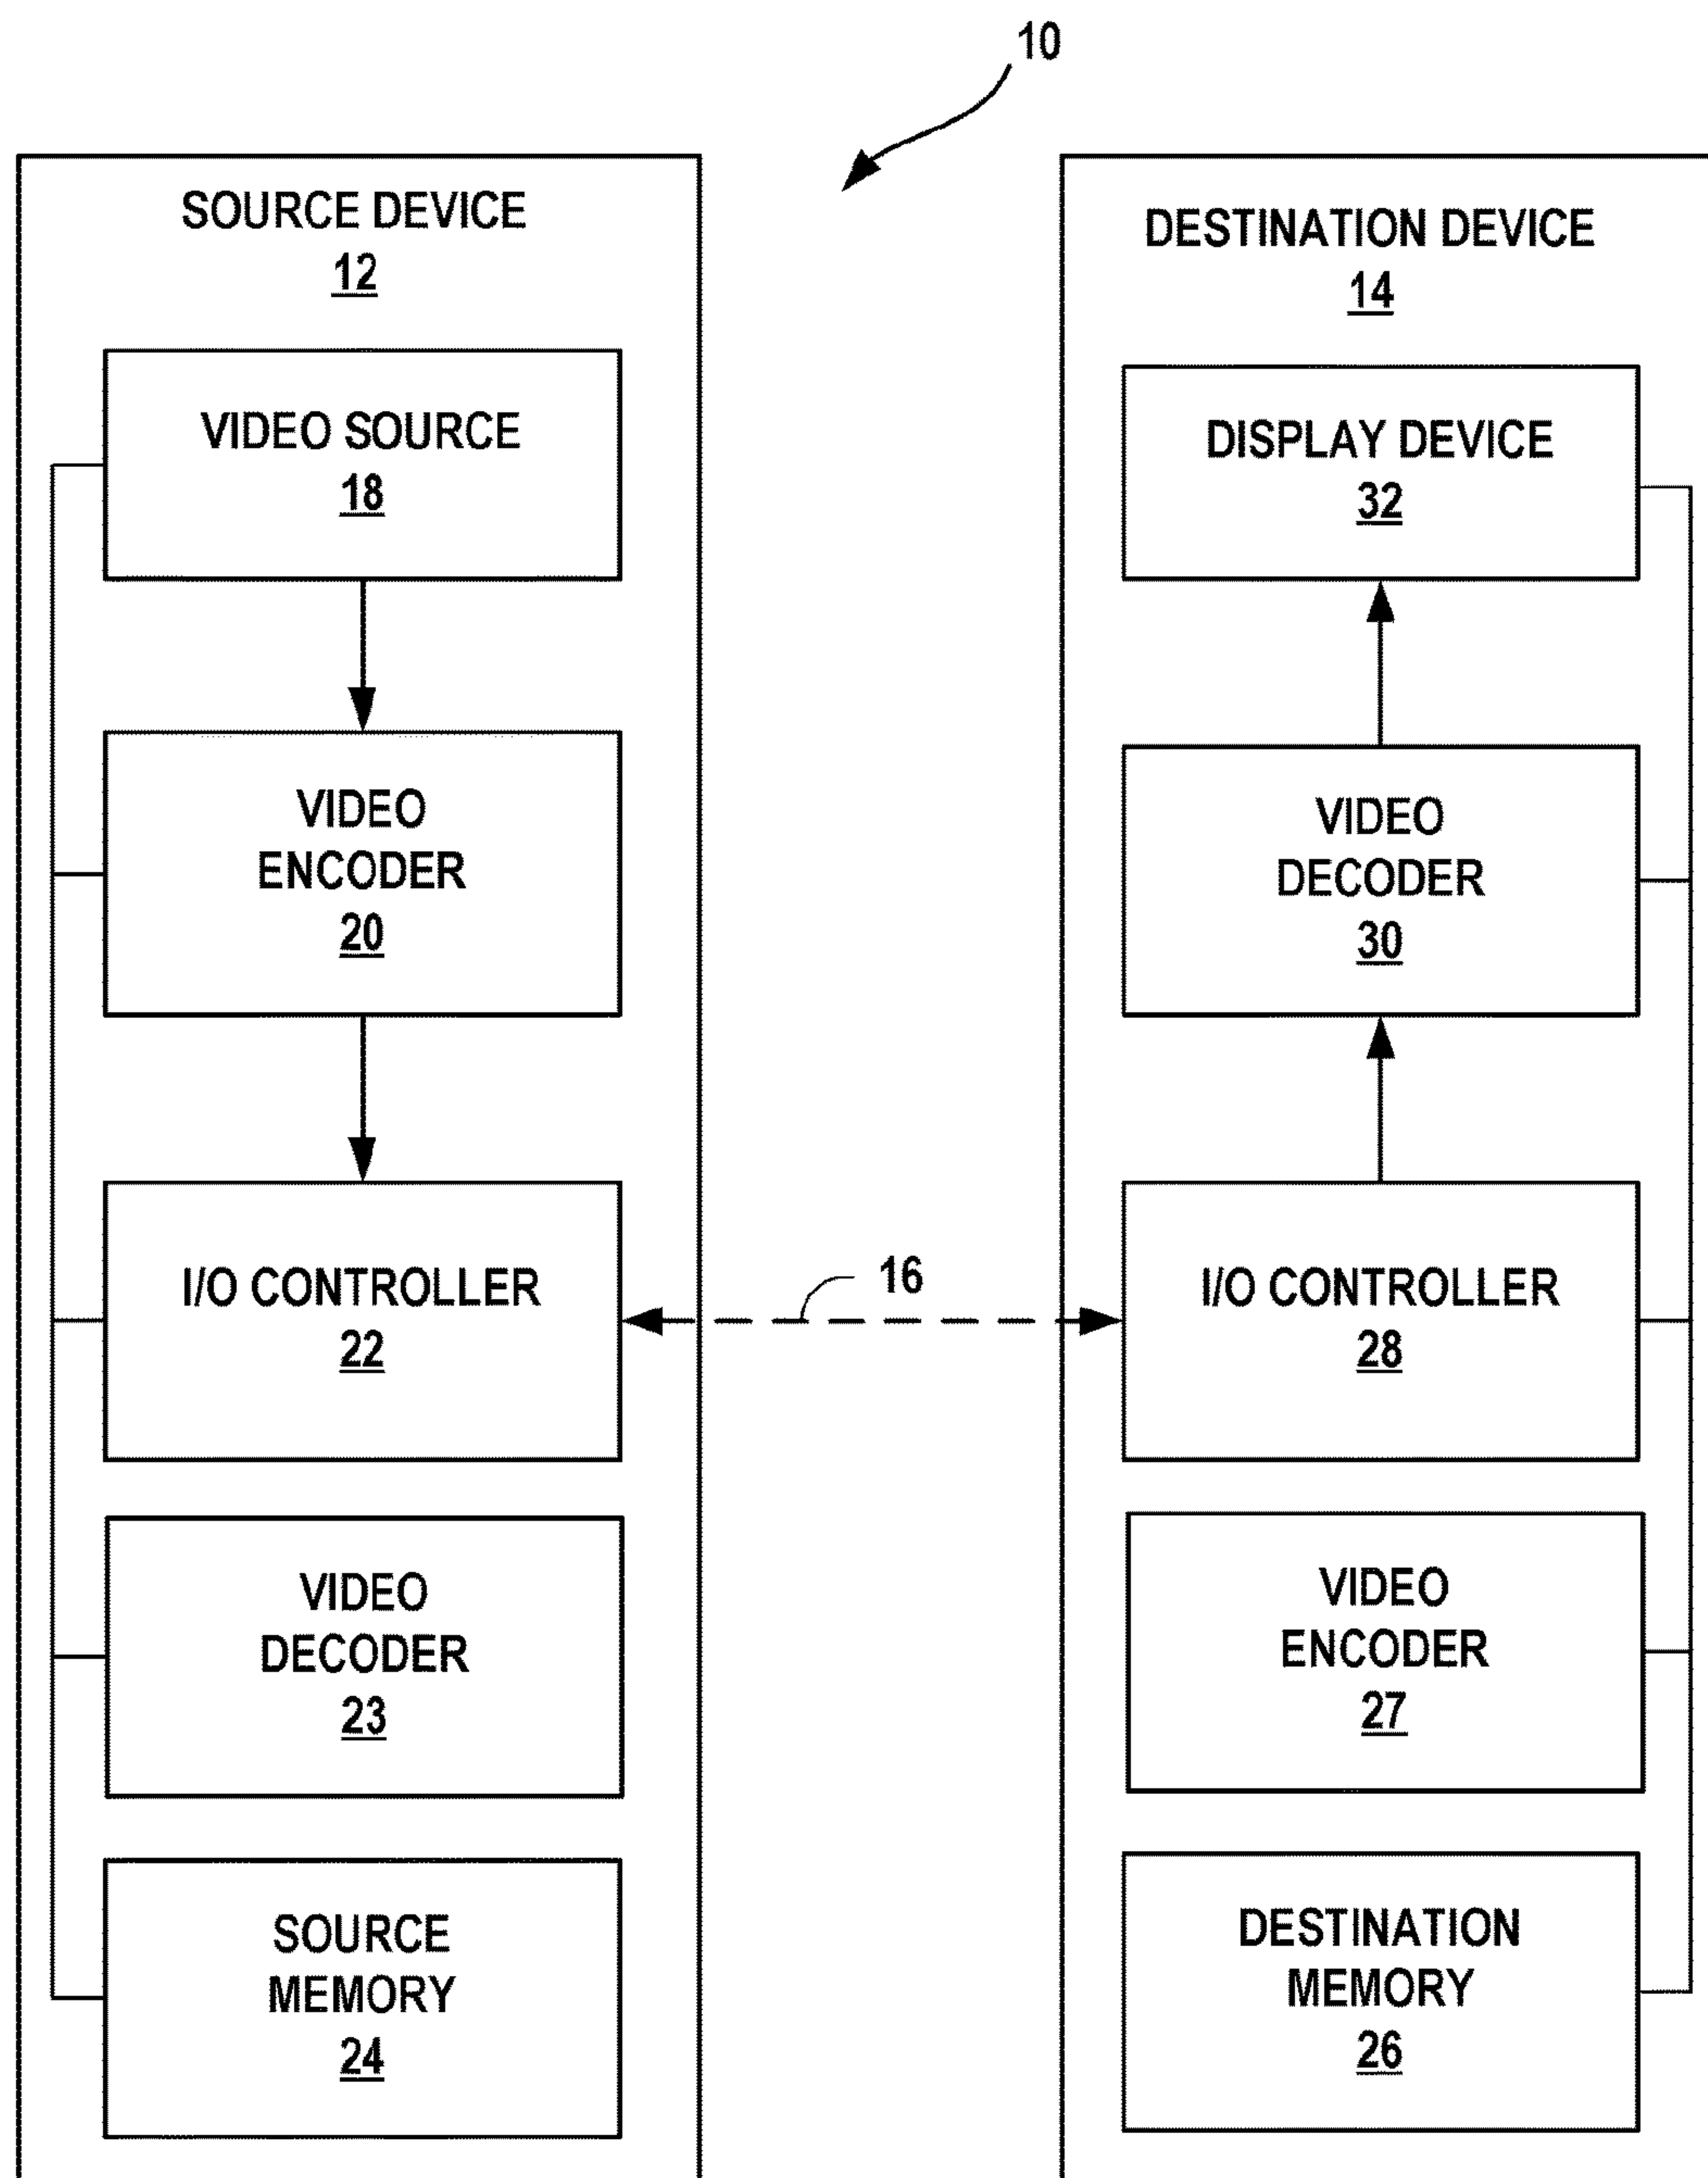 10
SOURCE DEVICE
12
VIDEO SOURCE
18
VIDEO
ENCODER
20
I/O CONTROLLER
22
VIDEO
DECODER
23
SOURCE
MEMORY
24
16
DESTINATION DEVICE
14
DISPLAY DEVICE
32
VIDEO
DECODER
30
I/O CONTROLLER
28
VIDEO
ENCODER
27
DESTINATION
MEMORY
26